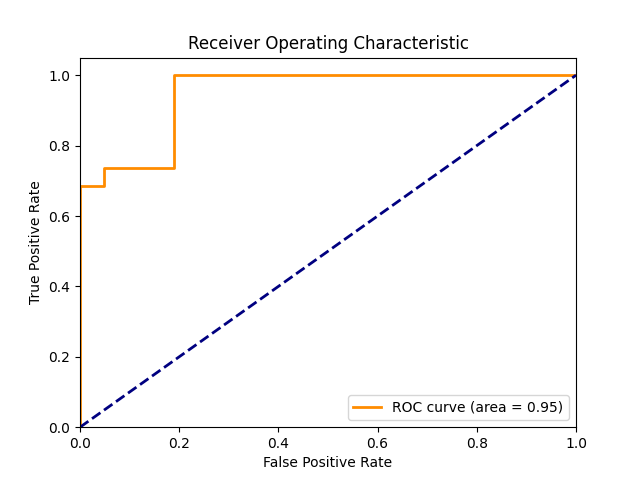 Receiver Operating Characteristic
True Positive Rate
1.0
0.8
0.6
0.4
0.2
0.0
ROC curve (area = 0.95)
0.0 0.2 0.4 0.6 0.8 1.0
False Positive Rate